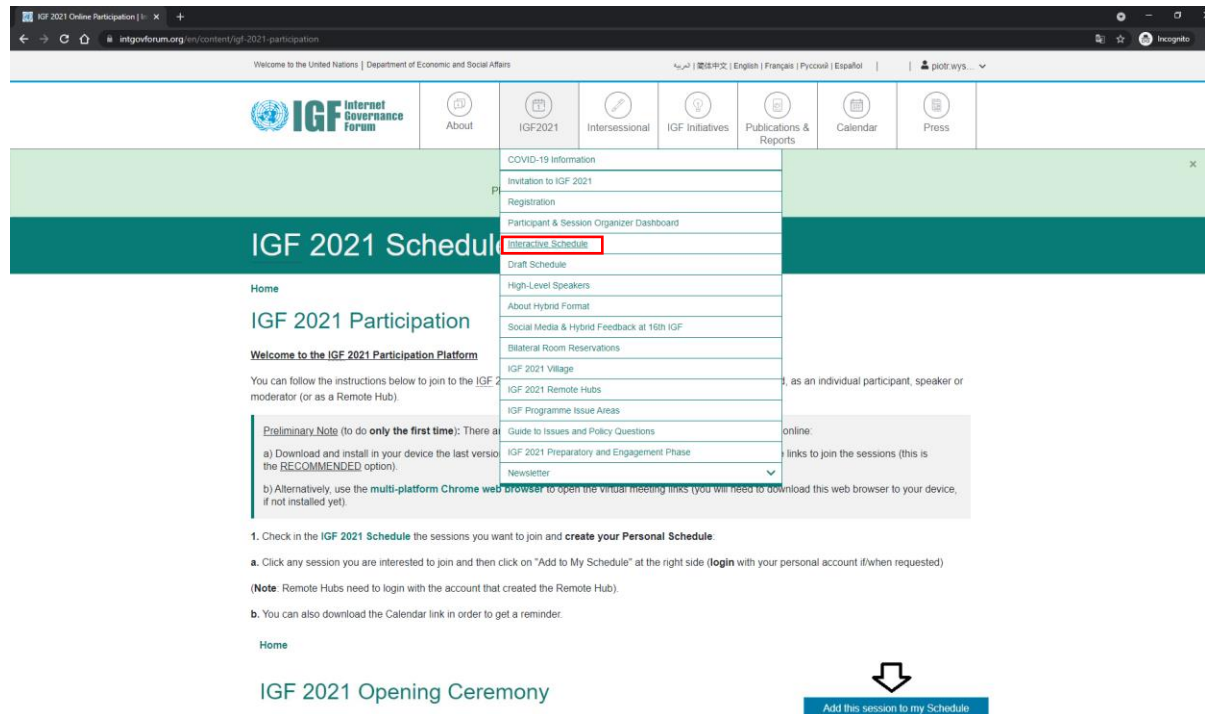 IGF 2021 Online Participation | In
intgovforum.org/en/content/igf-2021-participation
Incognito
Welcome to the United Nations | Department of Economic and Social Affairs
| English | Français | Русский | Español |
| piotr.wys...
IGF Internet
Governance
Forum
About
IGF2021
Intersessional
IGF Initiatives
Publications &
Reports
Calendar
Press
COVID-19 Information
Invitation to IGF 2021
Registration
Participant & Session Organizer Dashboard
Interactive Schedule
Draft Schedule
High-Level Speakers
About Hybrid Format
Social Media & Hybrid Feedback at 16th IGF
Bilateral Room Reservations
IGF 2021 Village
IGF 2021 Remote Hubs
IGF Programme Issue Areas
Guide to Issues and Policy Questions
IGF 2021 Preparatory and Engagement Phase
Newsletter
IGF 2021 Schedule
Home
IGF 2021 Participation
Welcome to the IGF 2021 Participation Platform
You can follow the instructions below to join to the IGF 2 , as an individual participant, speaker or
moderator (or as a Remote Hub).
Preliminary Note (to do only the first time): There online:
a) Download and install in your device the last links to join the sessions (this is
the RECOMMENDED option).
b) Alternatively, use the multi-platform Chrome web browser to open the virtual meeting links (you will need to download this web browser to your device,
if not installed yet).
1. Check in the IGF 2021 Schedule the sessions you want to join and create your Personal Schedule:
a. Click any session you are interested to join and then click on "Add to My Schedule" at the right side (login with your personal account if/when requested)
(Note: Remote Hubs need to login with the account that created the Remote Hub).
b. You can also download the Calendar link in order to get a reminder.
Home
IGF 2021 Opening Ceremony
Add this session to my Schedule